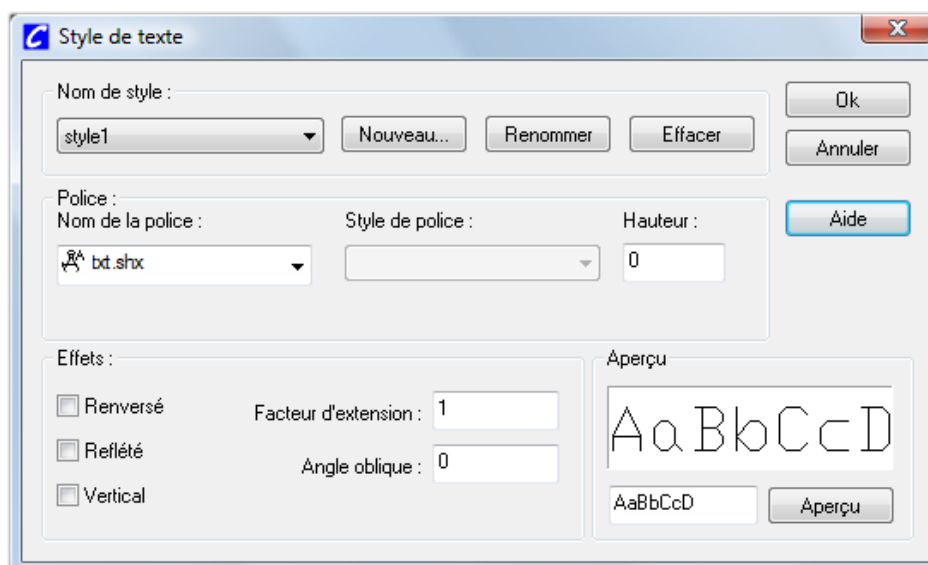 Style de texte
Nom de style :
style1
Nouveau...
Renommer
Effacer
Ok
Annuler
Police :
Nom de la police :
Style de police :
Hauteur :
Aide
txt.shx
0
Effets :
Renversé
Reflété
Vertical
Facteur d'extension :
1
Angle oblique :
0
Aperçu
AaBbCcD
AaBbCcD
Aperçu